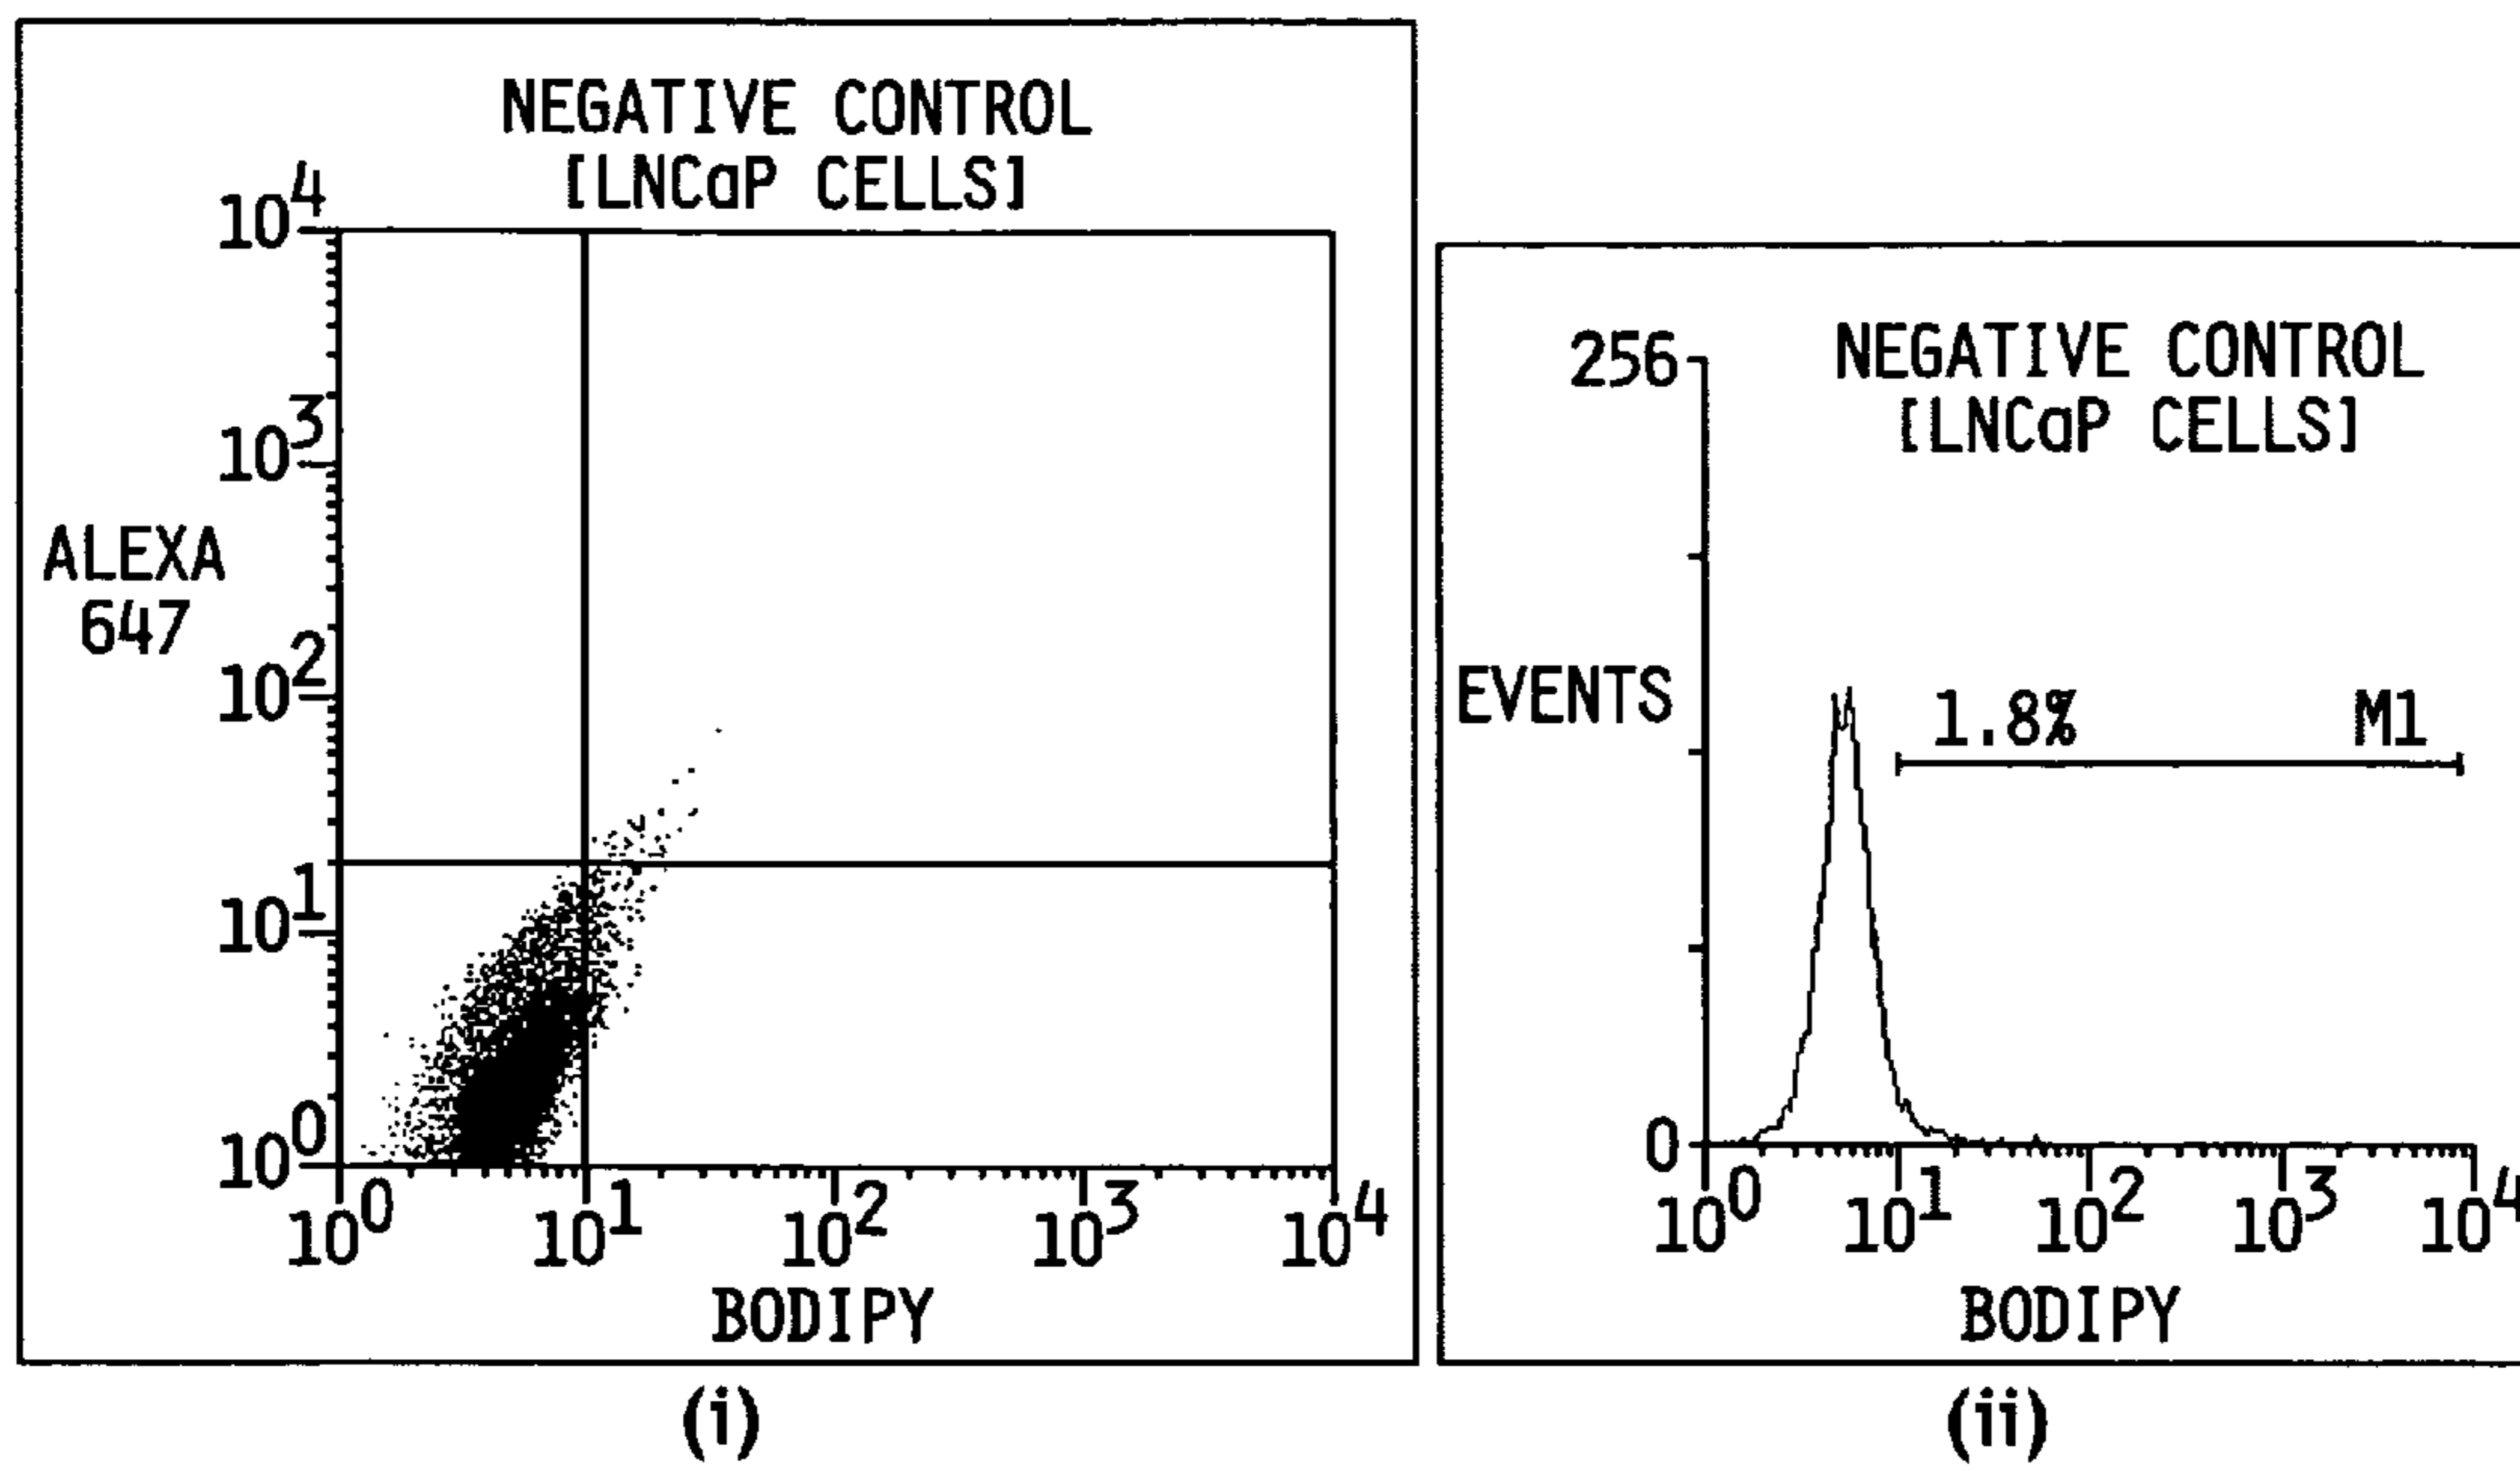 NEGATIVE CONTROL
[LNCaP CELLS]
10^4
10^3
ALEXA
647
10^2
10^1
10^0
10^0 10^1 10^2 10^3 10^4
BODIPY
(i)
NEGATIVE CONTROL
[LNCaP CELLS]
256
EVENTS
1.8% M1
0
10^0 10^1 10^2 10^3 10^4
BODIPY
(ii)